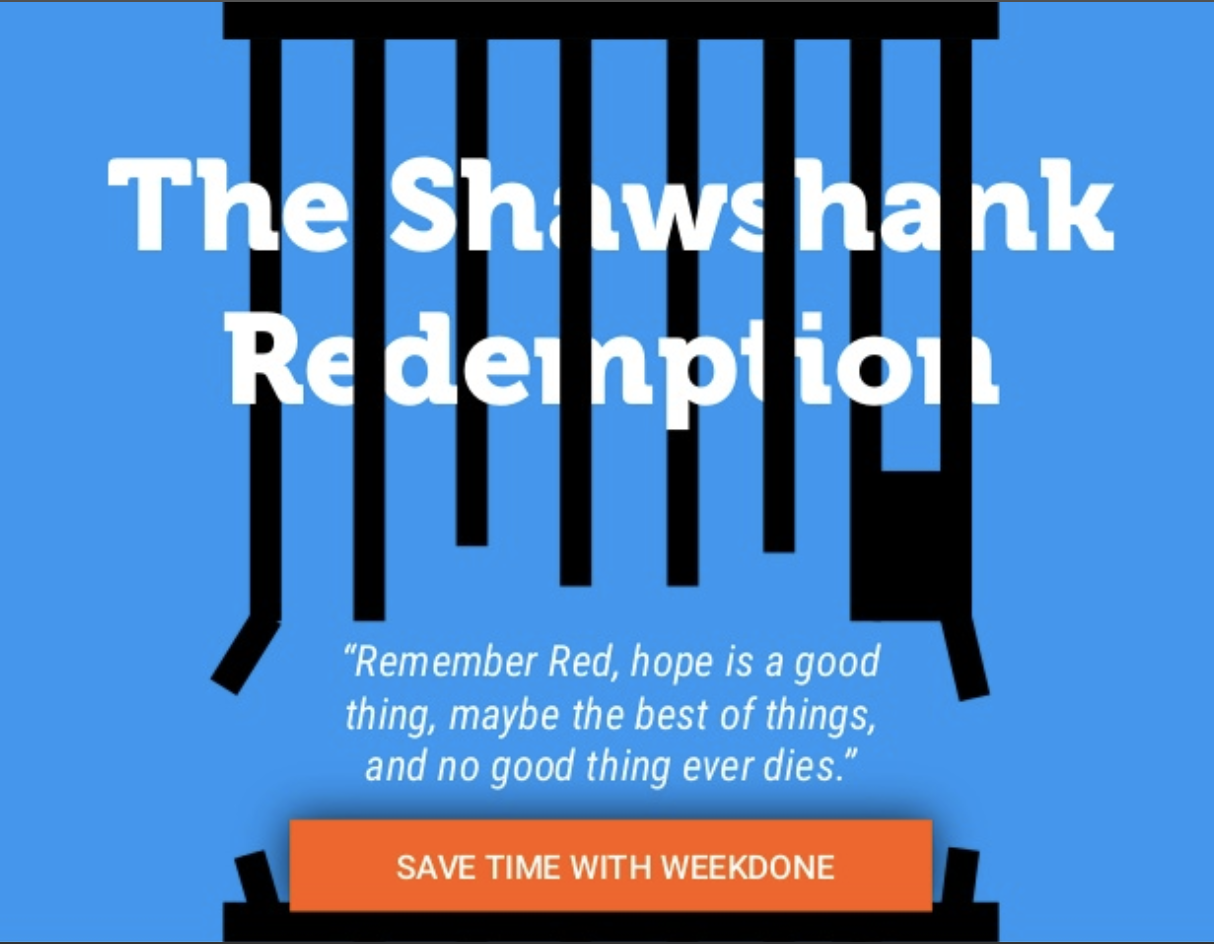 The Shawshank
Redemption
“Remember Red, hope is a good
thing, maybe the best of things,
and no good thing ever dies.”
SAVE TIME WITH WEEKDONE